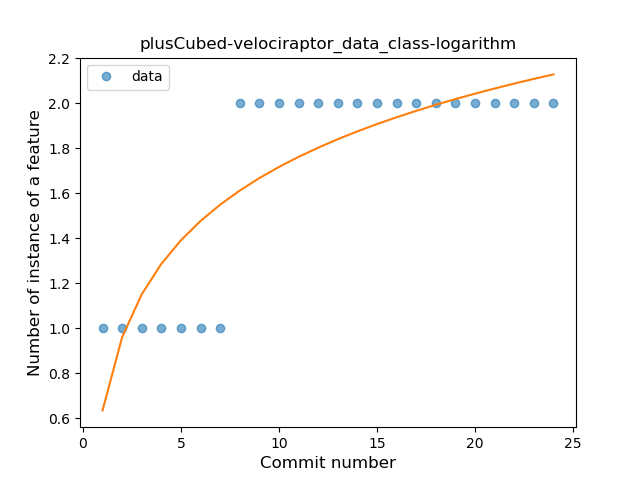 plusCubed-velociraptor_data_class-logarithm
data
Number of instance of a feature
2.2
2.0
1.8
1.6
1.4
1.2
1.0
0.8
0.6
0 5 10 15 20 25
Commit number